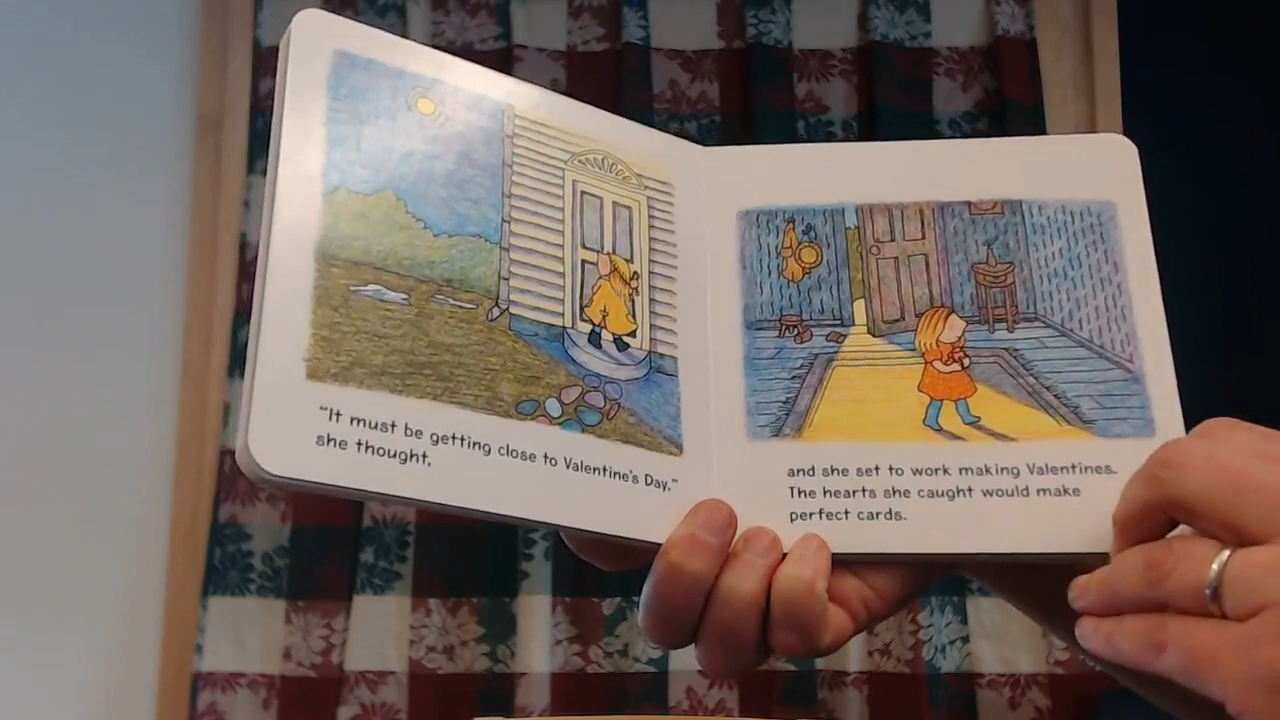 "It must be getting close to Valentine's Day,"
she thought,
and she set to work making Valentines.
The hearts she caught would make
perfect cards.